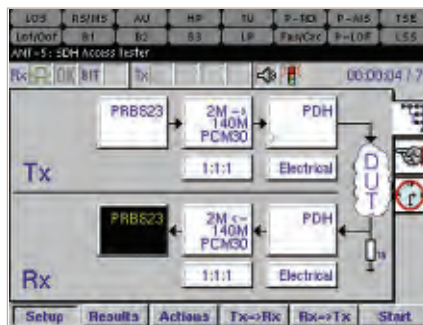 LOS RS/MS AU HP TU P-RDI P-AIS TSE
Lof/Oof B1 B2 B3 LP Fas/Crc P-LOF LSS
ANT-5 : SDH Access Tester
Rx OK BIT Tx 00:00:04 / 7
PRBS23 2M -> 140M PCM30 PDH
Tx 1:1:1 Electrical
DUT
PRBS23 2M <- 140M PCM30 PDH
Rx 1:1:1 Electrical
Setup Results Actions Tx=>Rx Rx=>Tx Start